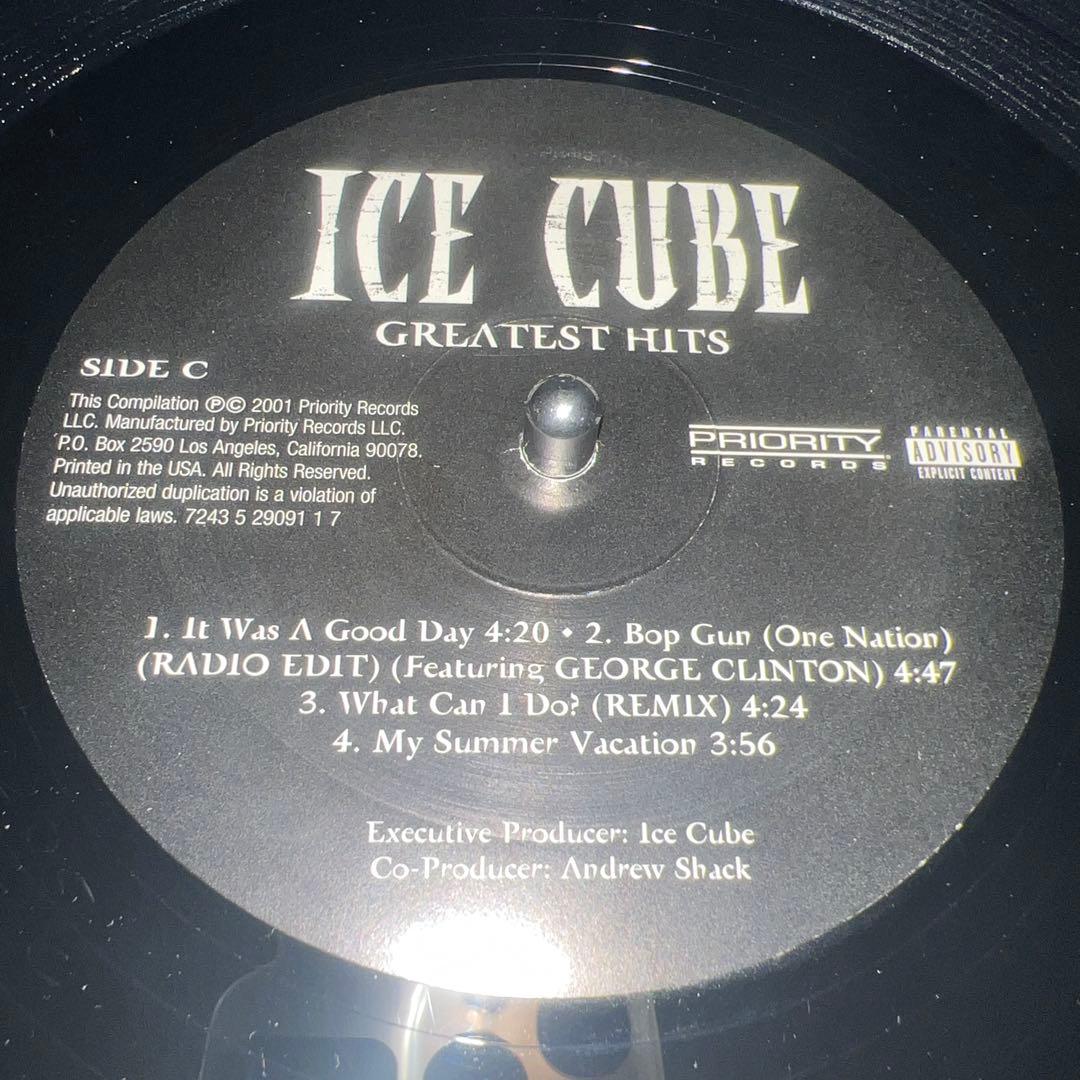 ICE CUBE
GREATEST HITS
SIDE C
This Compilation ℗© 2001 Priority Records
LLC. Manufactured by Priority Records LLC.
P.O. Box 2590 Los Angeles, California 90078.
Printed in the USA. All Rights Reserved.
Unauthorized duplication is a violation of
applicable laws. 7243 5 29091 1 7
PRIORITY
RECORDS
PARENTAL
ADVISORY
EXPLICIT CONTENT
1. It Was A Good Day 4:20 • 2. Bop Gun (One Nation)
(RADIO EDIT) (Featuring GEORGE CLINTON) 4:47
3. What Can I Do? (REMIX) 4:24
4. My Summer Vacation 3:56
Executive Producer: Ice Cube
Co-Producer: Andrew Shack